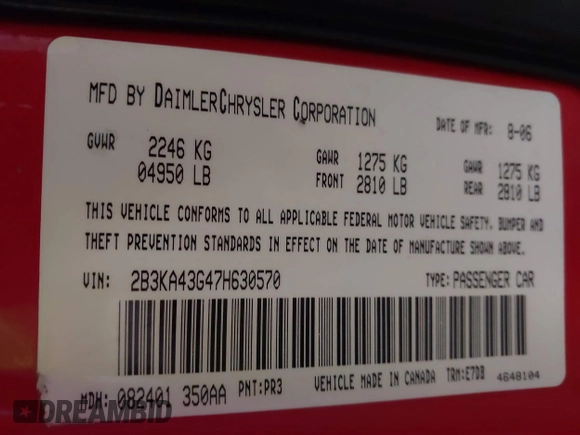 MFD BY DAIMLERCHRYSLER CORPORATION DATE OF MFR: 8-06
GVWR 2246 KG GAWR 1275 KG GAWR 1275 KG
04950 LB FRONT 2810 LB REAR 2810 LB
THIS VEHICLE CONFORMS TO ALL APPLICABLE FEDERAL MOTOR VEHICLE SAFETY, BUMPER AND
THEFT PREVENTION STANDARDS IN EFFECT ON THE DATE OF MANUFACTURE SHOWN ABOVE.
VIN: 2B3KA43G47H630570 TYPE: PASSENGER CAR
MDH: 082401 350AA PNT:PR3 VEHICLE MADE IN CANADA TRM:E7D3 4648104
DREAMBID